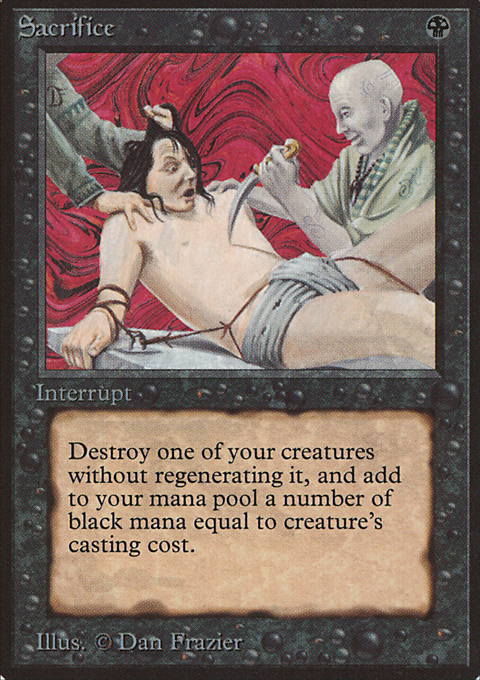 Sacrifice
DF
Interrupt
Destroy one of your creatures
without regenerating it, and add
to your mana pool a number of
black mana equal to creature's
casting cost.
Illus. © Dan Frazier